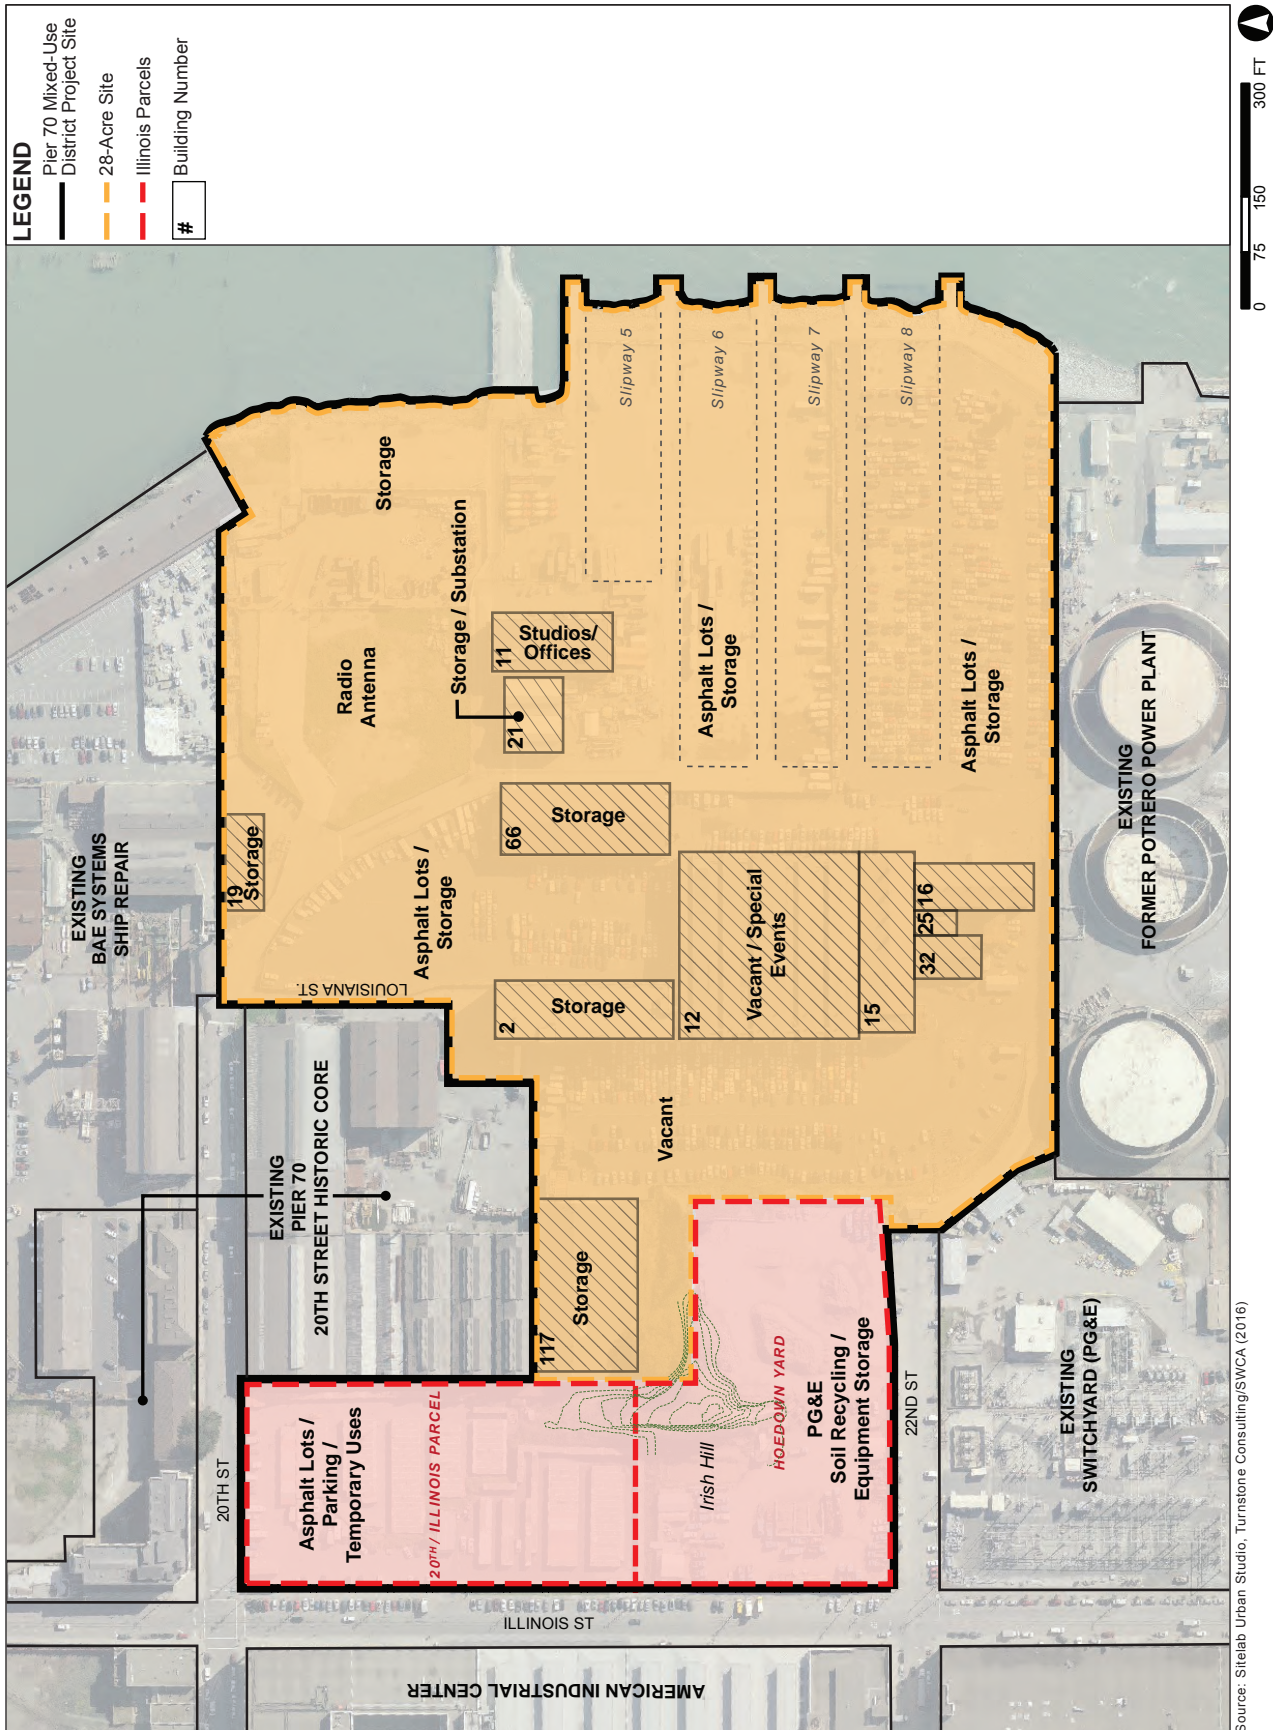 LEGEND
Pier 70 Mixed-Use
District Project Site
28-Acre Site
Illinois Parcels
#
Building Number
EXISTING
BAE SYSTEMS
SHIP REPAIR
20TH ST
EXISTING
PIER 70
20TH STREET HISTORIC CORE
LOUISIANA ST.
19
Storage
Radio
Antenna
Storage
Asphalt Lots /
Parking /
Temporary Uses
20TH / ILLINOIS PARCEL
Asphalt Lots /
Storage
Storage / Substation
117
Storage
2
Storage
66
Storage
21
11
Studios/
Offices
Slipway 5
Slipway 6
Slipway 7
Slipway 8
Vacant
12
Vacant / Special
Events
Asphalt Lots /
Storage
15
32
25
16
Asphalt Lots /
Storage
Irish Hill
HOEDOWN YARD
PG&E
Soil Recycling /
Equipment Storage
ILLINOIS ST
AMERICAN INDUSTRIAL CENTER
22ND ST
EXISTING
SWITCHYARD (PG&E)
EXISTING
FORMER POTRERO POWER PLANT
0
75
150
300 FT
Source: Sitelab Urban Studio, Turnstone Consulting/SWCA (2016)